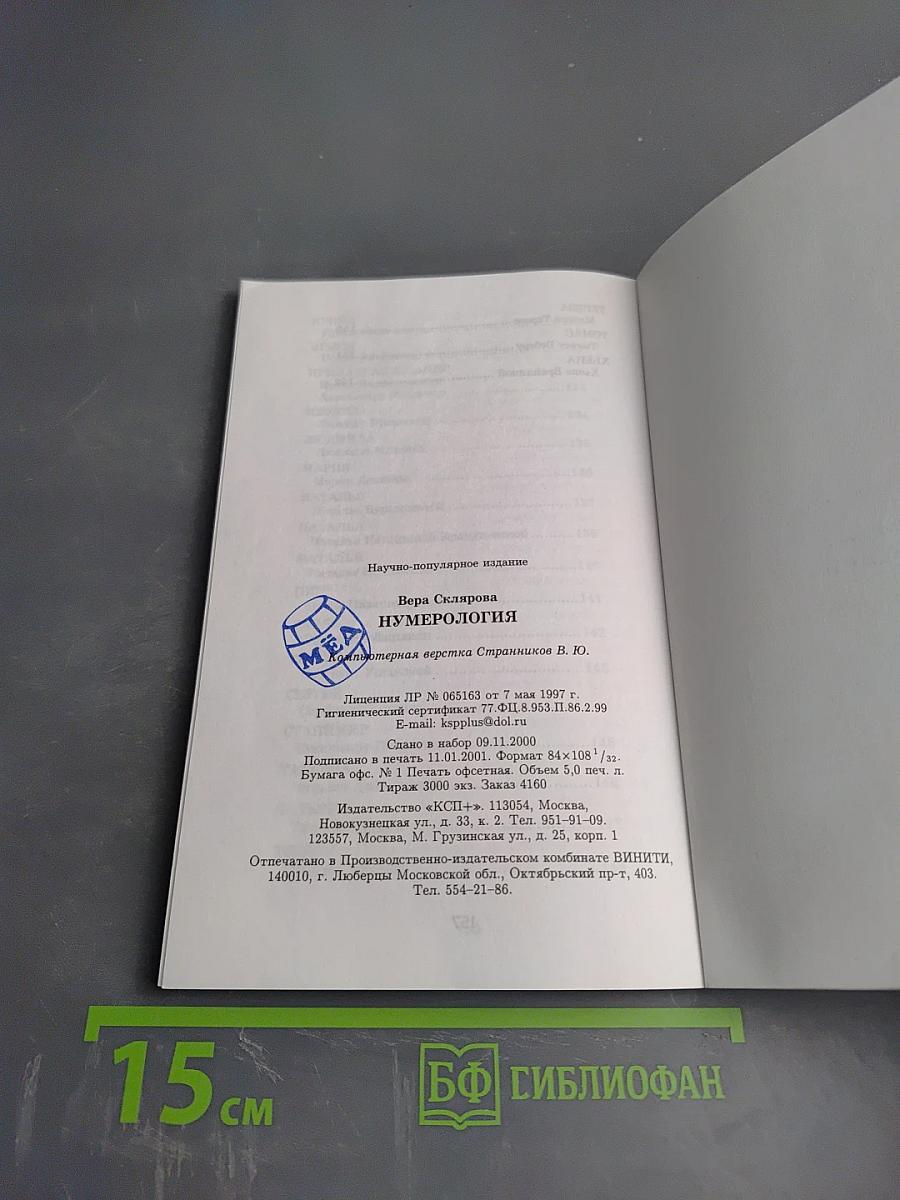 Научно-популярное издание
Вера Склярова
НУМЕРОЛОГИЯ
МЁД
Компьютерная верстка Странников В. Ю.
Лиценция ЛР № 065163 от 7 мая 1997 г.
Гигиенический сертификат 77.ФЦ.8.953.П.86.2.99
E-mail: kspplus@dol.ru
Сдано в набор 09.11.2000
Подписано в печать 11.01.2001. Формат 84×108 1/32.
Бумага офс. № 1 Печать офсетная. Объем 5,0 печ. л.
Тираж 3000 экз. Заказ 4160
Издательство «КСП+». 113054, Москва,
Новокузнецкая ул., д. 33, к. 2. Тел. 951–91–09.
123557, Москва, М. Грузинская ул., д. 25, корп. 1
Отпечатано в Производственно-издательском комбинате ВИНИТИ,
140010, г. Люберцы Московской обл., Октябрьский пр-т, 403.
Тел. 554–21–86.
157
15 см
БФ БИБЛИОФАН